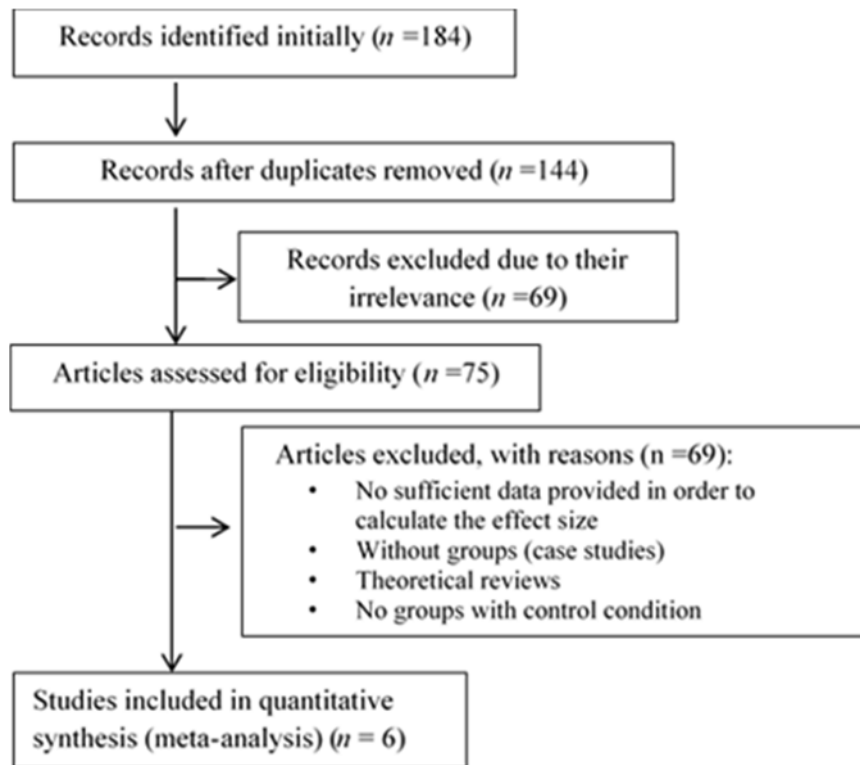 Records identified initially (n =184)
Records after duplicates removed (n =144)
Records excluded due to their
irrelevance (n =69)
Articles assessed for eligibility (n =75)
Articles excluded, with reasons (n =69):
• No sufficient data provided in order to
calculate the effect size
• Without groups (case studies)
• Theoretical reviews
• No groups with control condition
Studies included in quantitative
synthesis (meta-analysis) (n = 6)